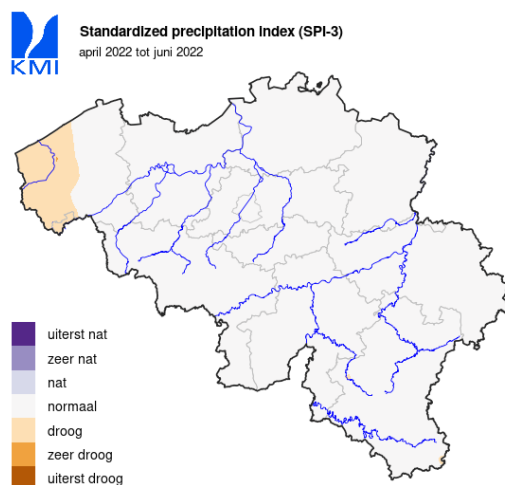 KMI
Standardized precipitation index (SPI-3)
april 2022 tot juni 2022
uiterst nat
zeer nat
nat
normaal
droog
zeer droog
uiterst droog